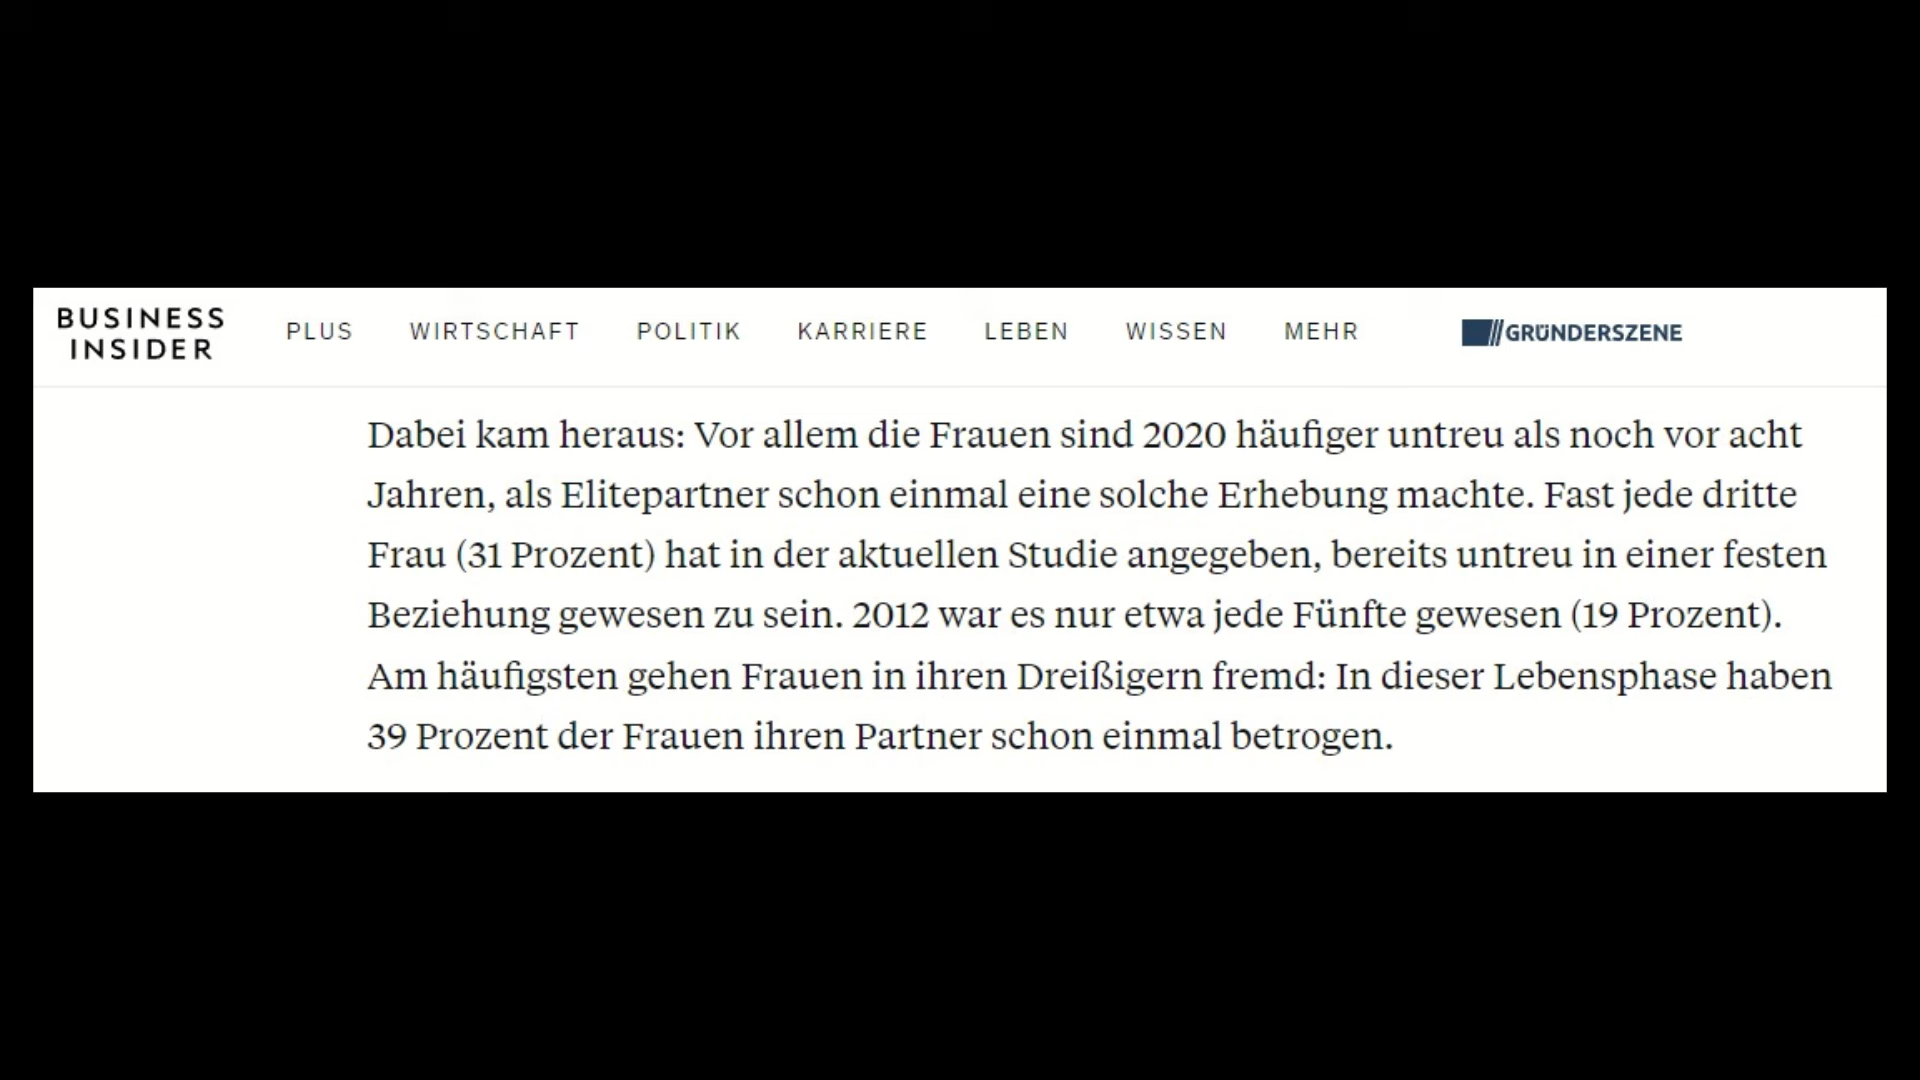 BUSINESS
INSIDER
PLUS WIRTSCHAFT POLITIK KARRIERE LEBEN WISSEN MEHR GRÜNDERSZENE
Dabei kam heraus: Vor allem die Frauen sind 2020 häufiger untreu als noch vor acht
Jahren, als Elitepartner schon einmal eine solche Erhebung machte. Fast jede dritte
Frau (31 Prozent) hat in der aktuellen Studie angegeben, bereits untreu in einer festen
Beziehung gewesen zu sein. 2012 war es nur etwa jede Fünfte gewesen (19 Prozent).
Am häufigsten gehen Frauen in ihren Dreißigern fremd: In dieser Lebensphase haben
39 Prozent der Frauen ihren Partner schon einmal betrogen.